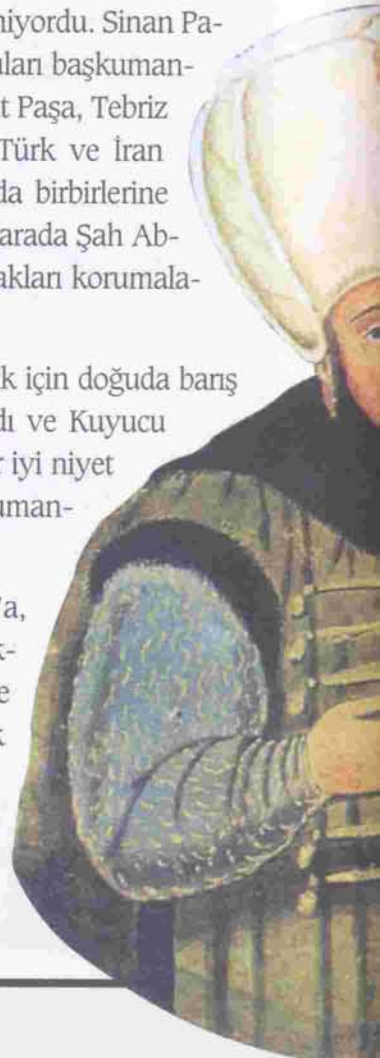 niyordu. Sinan Pa-
uları başkuman-
t Paşa, Tebriz
Türk ve İran
da birbirlerine
arada Şah Ab-
akları korumala-
k için doğuda barış
dı ve Kuyucu
r iyi niyet
uman-
'a,
k-
e
k